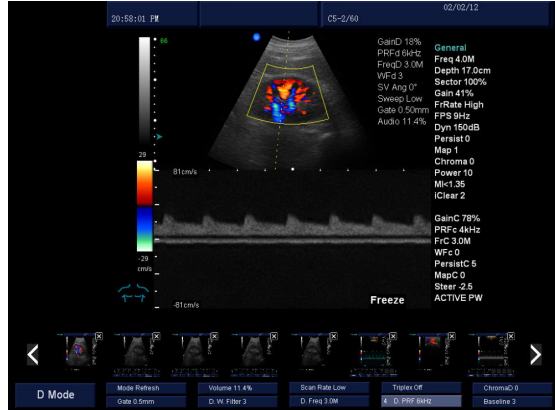 02/02/12
20:58:01 PM
C5-2/60
66
GainD 18%
PRFd 6kHz
FreqD 3.0M
WFd 3
SV Ang 0°
Sweep Low
Gate 0.50mm
Audio 11.4%
General
Freq 4.0M
Depth 17.0cm
Sector 100%
Gain 41%
FrRate High
FPS 9Hz
Dyn 150dB
Persist 0
Map 1
Chroma 0
Power 10
MI<1.35
iClear 2
29
81cm/s
-29
cm/s
-81cm/s
GainC 78%
PRFc 4kHz
FrC 3.0M
WFc 0
PersistC 5
MapC 0
Steer -2.5
ACTIVE PW
Freeze
D Mode
Mode Refresh
Volume 11.4%
Scan Rate Low
Triplex Off
ChromaD 0
Gate 0.5mm
D. W. Filter 3
D. Freq 3.0M
4 D. PRF 6kHz
Baseline 3